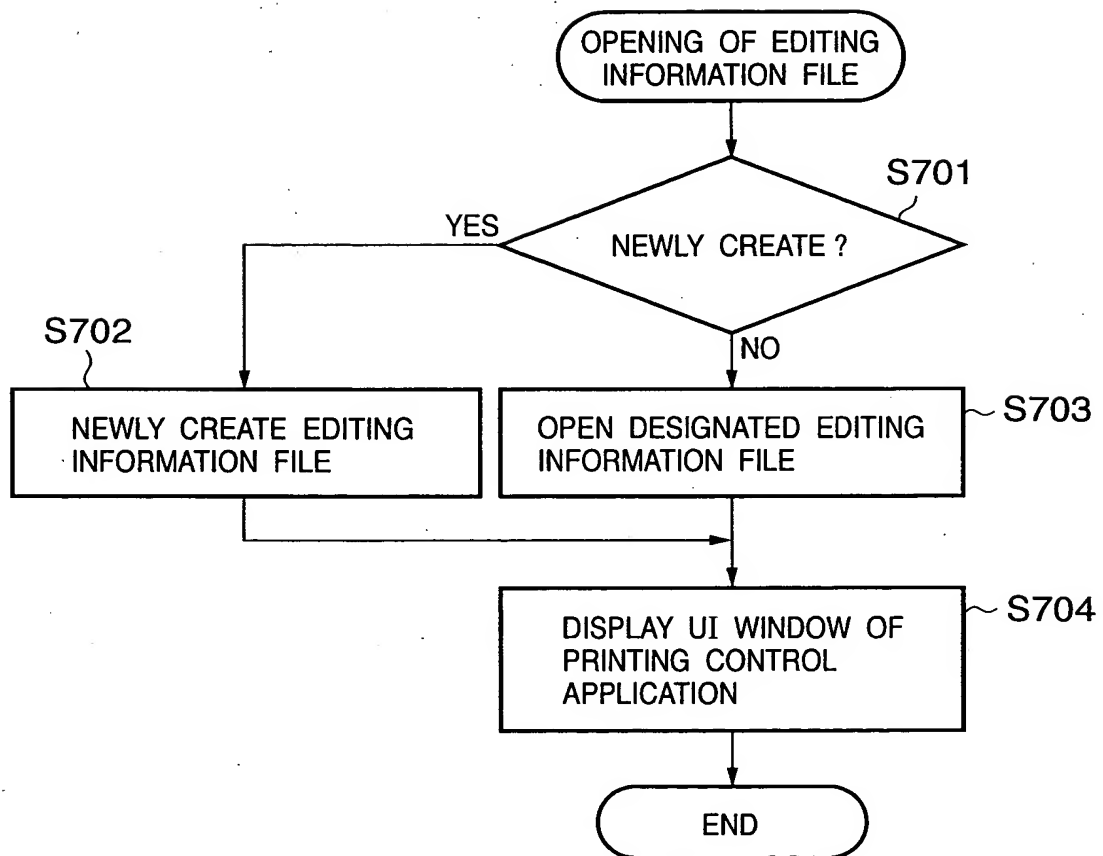 OPENING OF EDITING
INFORMATION FILE
S701
YES
NEWLY CREATE ?
S702
NO
NEWLY CREATE EDITING
INFORMATION FILE
S703
OPEN DESIGNATED EDITING
INFORMATION FILE
S704
DISPLAY UI WINDOW OF
PRINTING CONTROL
APPLICATION
END